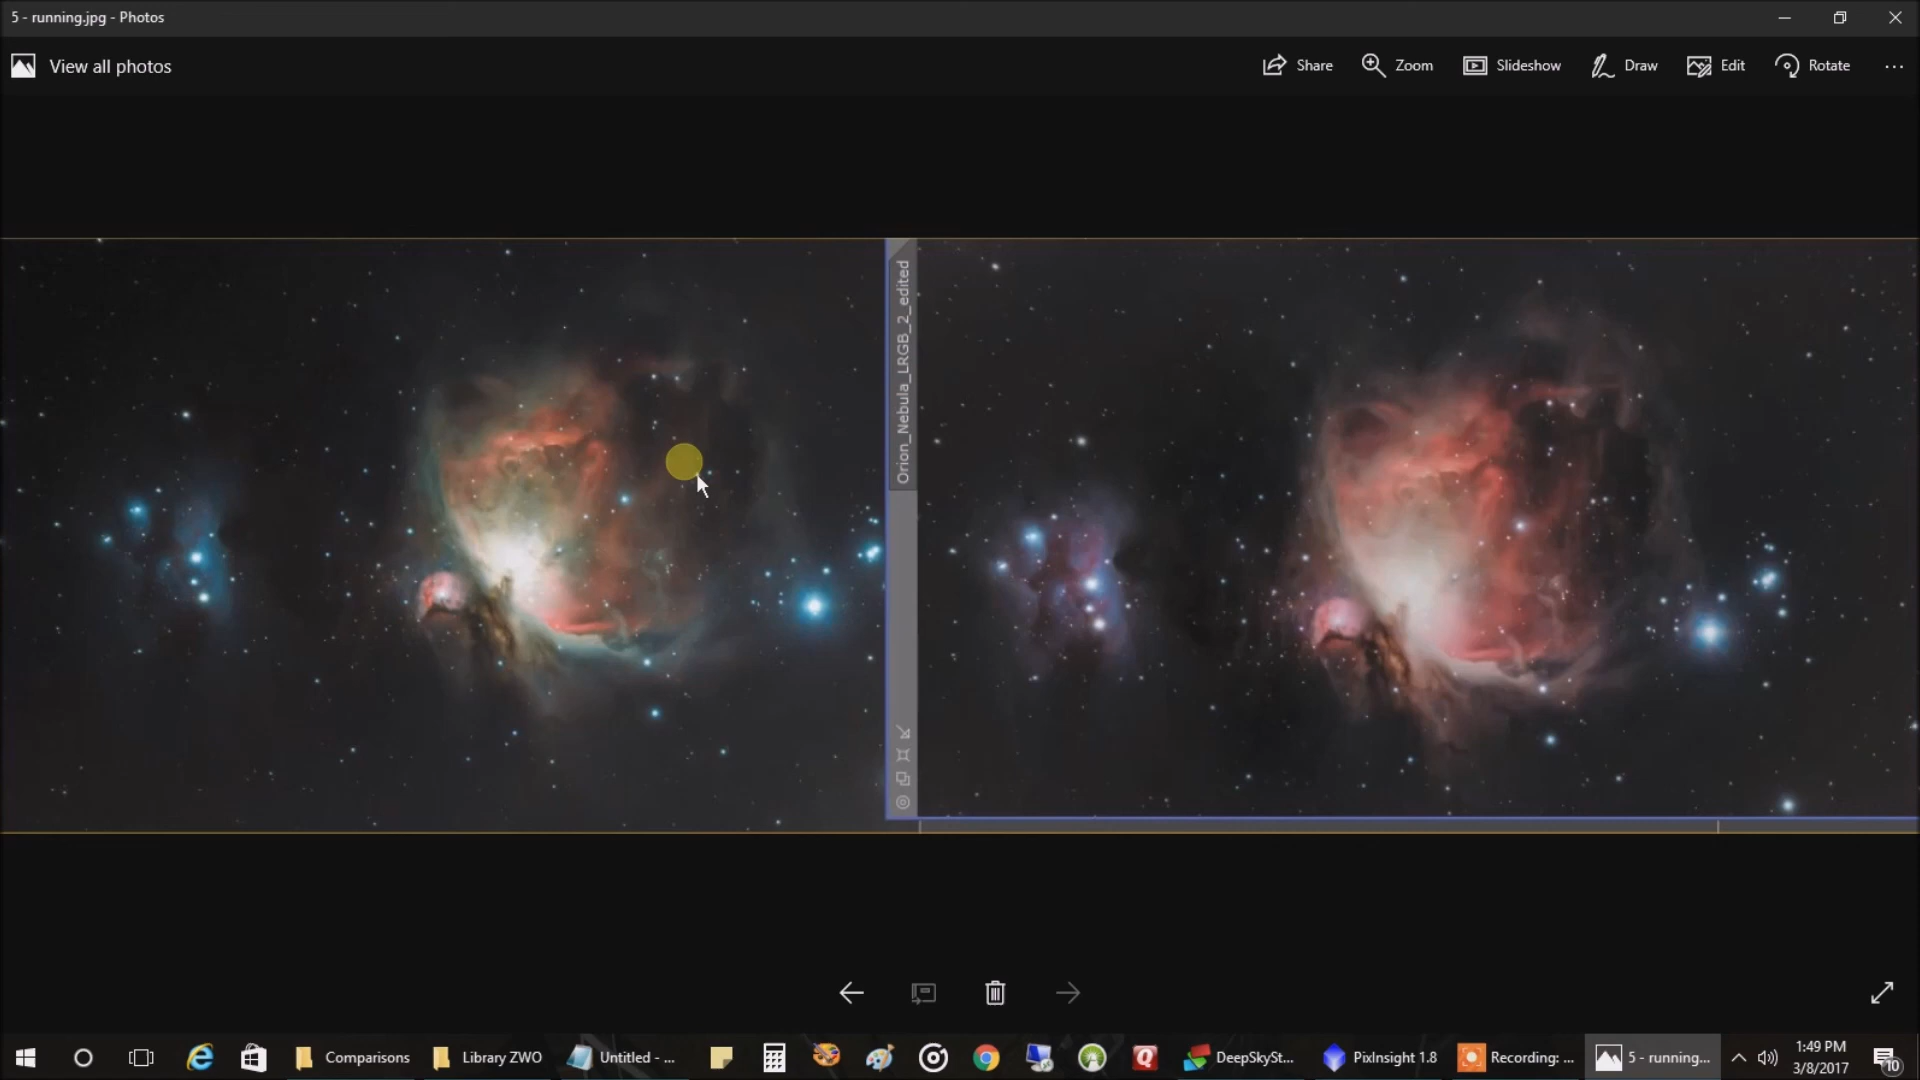 5 - running.jpg - Photos
View all photos
Share
Zoom
Slideshow
Draw
Edit
Rotate
Orion_Nebula_LRGB_2_edited
Comparisons
Library ZWO
Untitled - ...
DeepSkySt...
PixInsight 1.8
Recording: ...
5 - running...
1:49 PM
3/8/2017
10